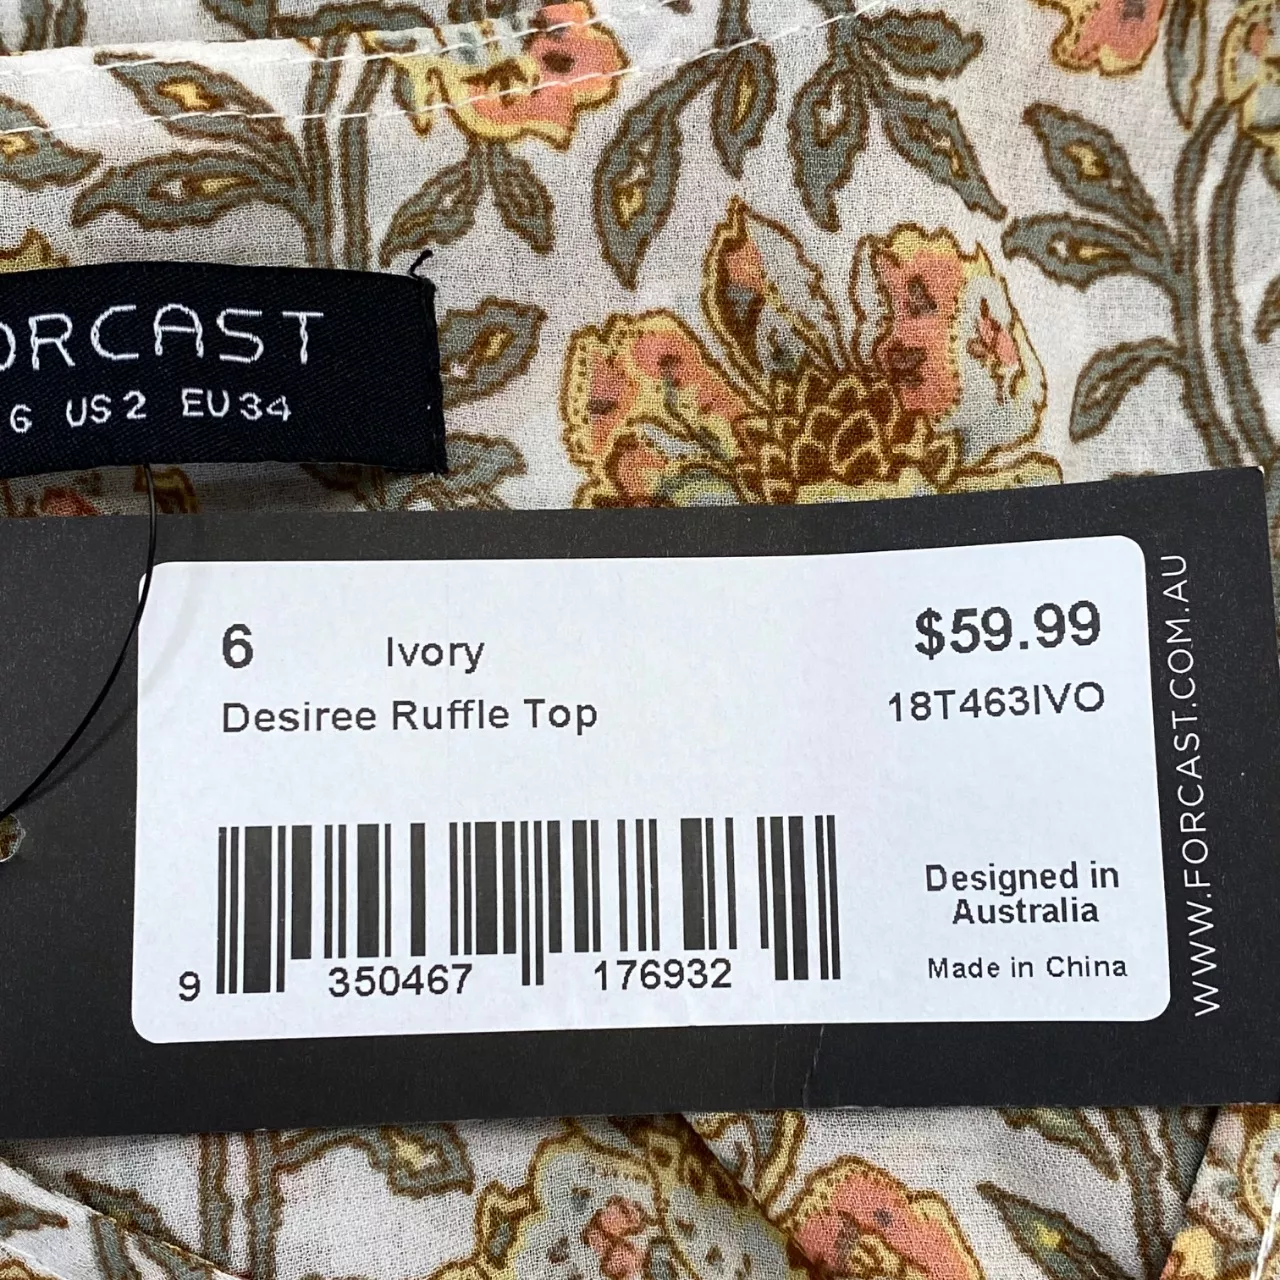 ORCAST
6 US 2 EU 34
6 Ivory $59.99
Desiree Ruffle Top 18T463IVO
Designed in
Australia
Made in China
9 350467 176932
WWW.FORCAST.COM.AU